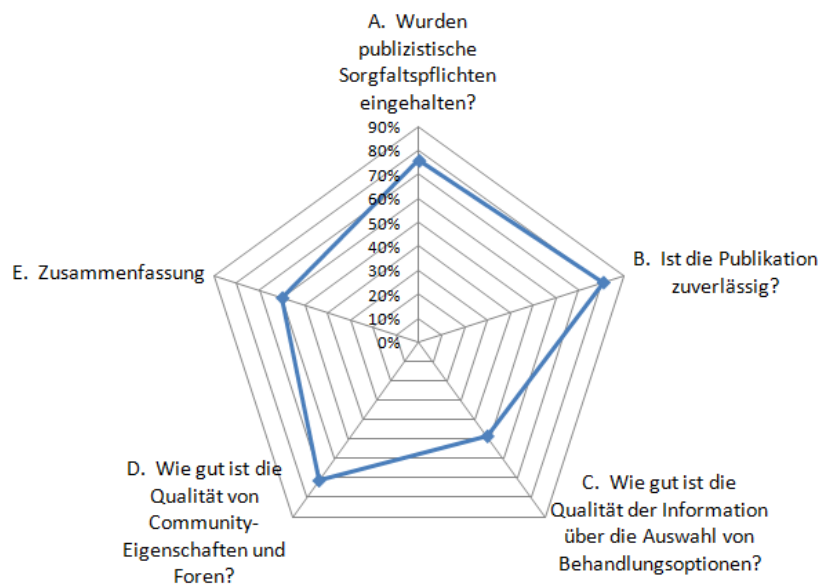 A. Wurden
publizistische
Sorgfaltspflichten
eingehalten?
90%
80%
70%
60%
50%
40%
30%
20%
10%
0%
B. Ist die Publikation
zuverlässig?
E. Zusammenfassung
D. Wie gut ist die
Qualität von
Community-
Eigenschaften und
Foren?
C. Wie gut ist die
Qualität der Information
über die Auswahl von
Behandlungsoptionen?